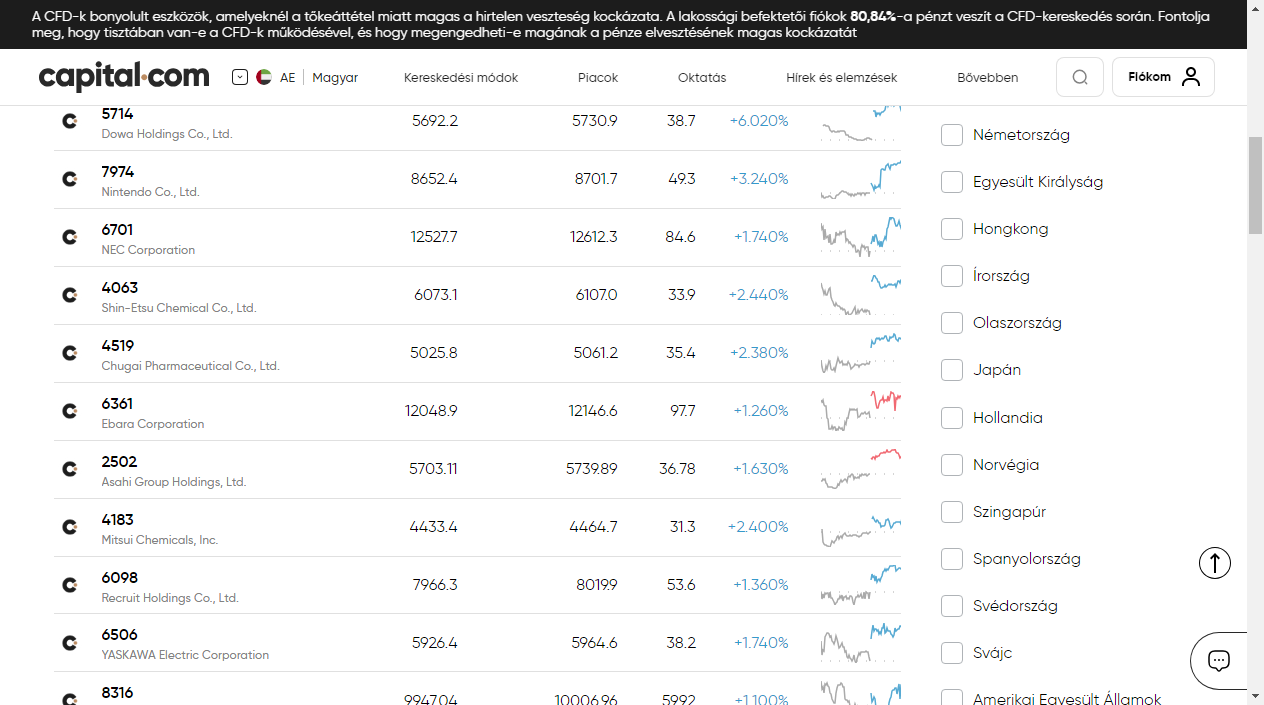 A CFD-k bonyolult eszközök, amelyeknél a tőkeáttétel miatt magas a hirtelen veszteség kockázata. A lakossági befektetői fiókok 80,84%-a pénzt veszít a CFD-kereskedés során. Fontolja
meg, hogy tisztában van-e a CFD-k működésével, és hogy megengedheti-e magának a pénze elvesztésének magas kockázatát
capital.com AE Magyar Kereskedési módok Piacok Oktatás Hírek és elemzések Bővebben Fiókom
5714 5692.2 5730.9 38.7 +6.020%
Dowa Holdings Co., Ltd.
7974 8652.4 8701.7 49.3 +3.240%
Nintendo Co., Ltd.
6701 12527.7 12612.3 84.6 +1.740%
NEC Corporation
4063 6073.1 6107.0 33.9 +2.440%
Shin-Etsu Chemical Co., Ltd.
4519 5025.8 5061.2 35.4 +2.380%
Chugai Pharmaceutical Co., Ltd.
6361 12048.9 12146.6 97.7 +1.260%
Ebara Corporation
2502 5703.11 5739.89 36.78 +1.630%
Asahi Group Holdings, Ltd.
4183 4433.4 4464.7 31.3 +2.400%
Mitsui Chemicals, Inc.
6098 7966.3 8019.9 53.6 +1.360%
Recruit Holdings Co., Ltd.
6506 5926.4 5964.6 38.2 +1.740%
YASKAWA Electric Corporation
8316 9947.04 10006.96 59.92 +1.100%
Németország
Egyesült Királyság
Hongkong
Írország
Olaszország
Japán
Hollandia
Norvégia
Szingapúr
Spanyolország
Svédország
Svájc
Amerikai Egyesült Államok